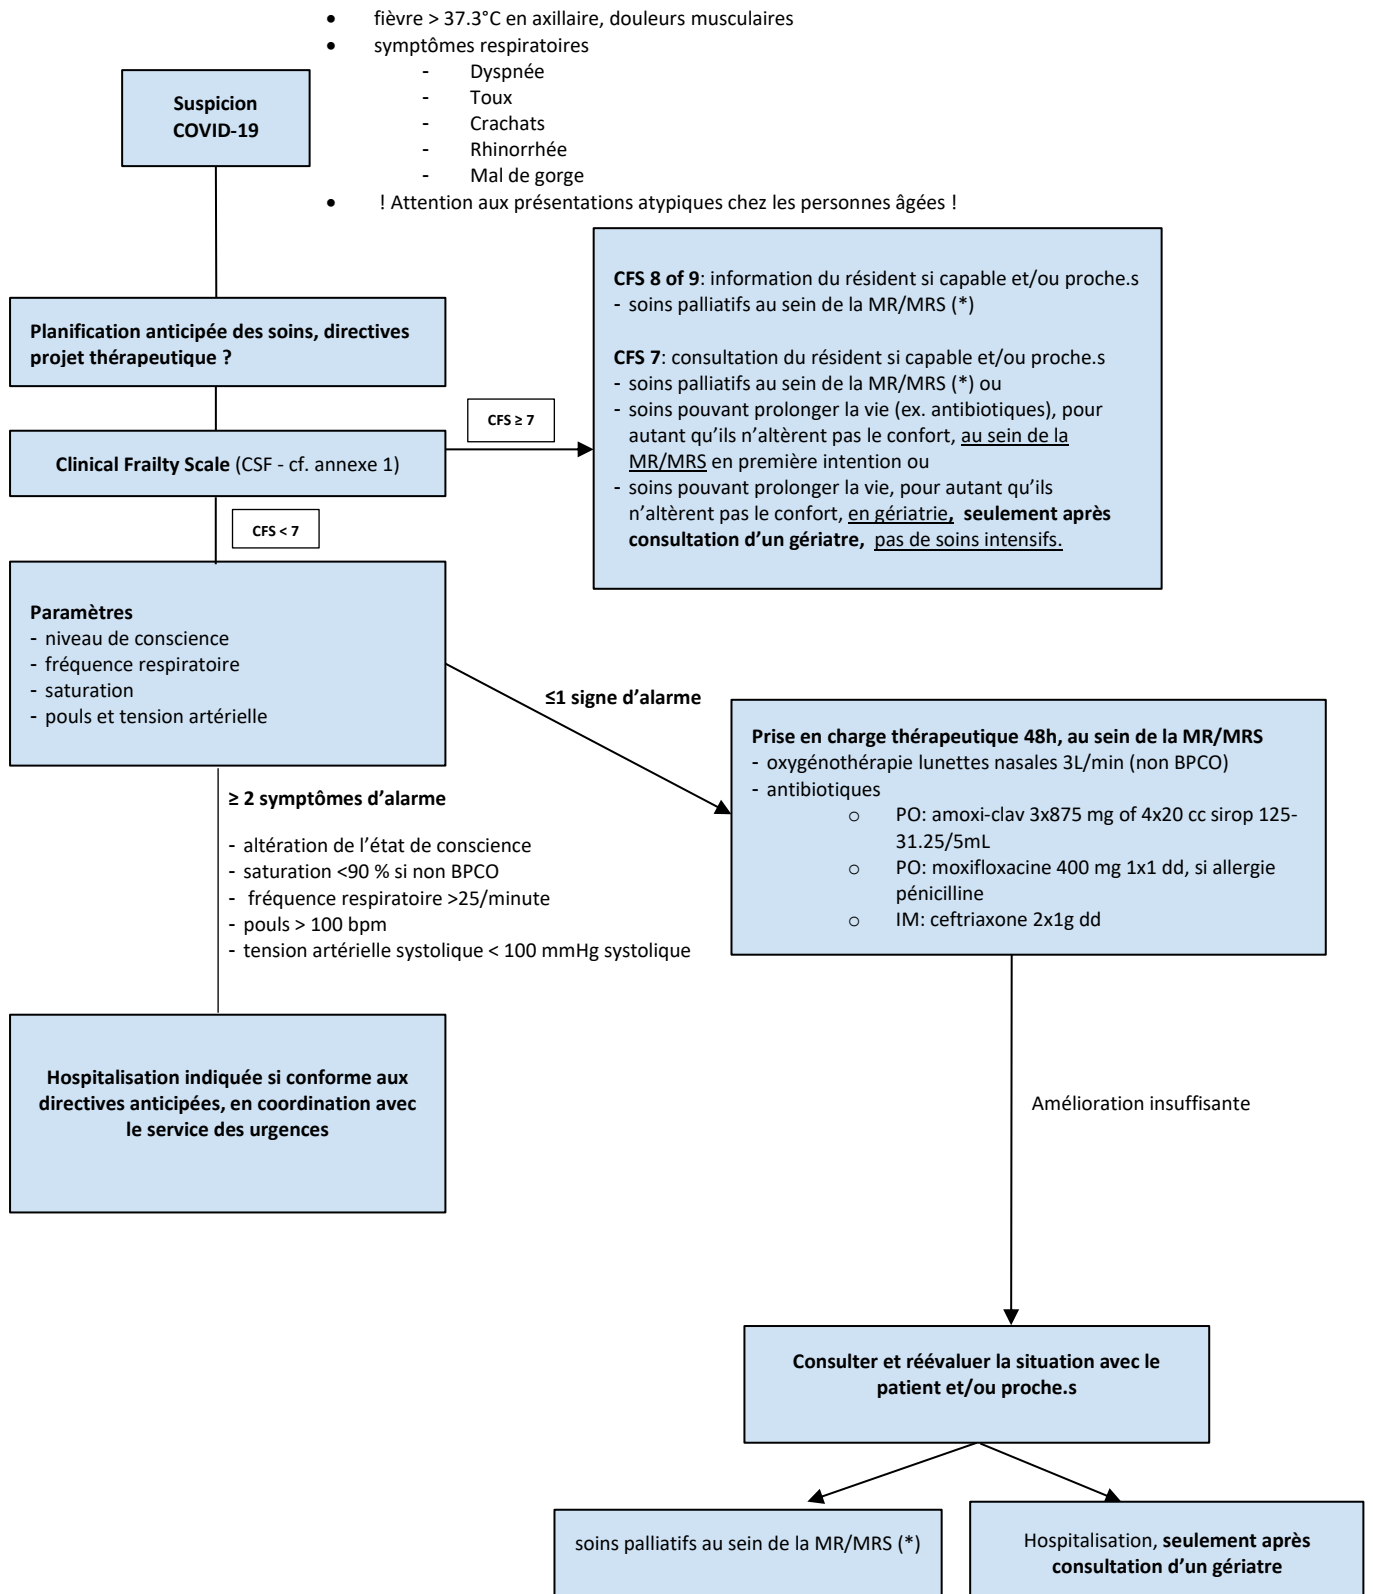 • fièvre > 37.3°C en axillaire, douleurs musculaires
• symptômes respiratoires
- Dyspnée
- Toux
- Crachats
- Rhinorrhée
- Mal de gorge
• ! Attention aux présentations atypiques chez les personnes âgées !
Suspicion
COVID-19
Planification anticipée des soins, directives
projet thérapeutique ?
Clinical Frailty Scale (CSF - cf. annexe 1)
CFS ≥ 7
CFS 8 of 9: information du résident si capable et/ou proche.s
- soins palliatifs au sein de la MR/MRS (*)
CFS 7: consultation du résident si capable et/ou proche.s
- soins palliatifs au sein de la MR/MRS (*) ou
- soins pouvant prolonger la vie (ex. antibiotiques), pour
autant qu'ils n'altèrent pas le confort, au sein de la
MR/MRS en première intention ou
- soins pouvant prolonger la vie, pour autant qu'ils
n'altèrent pas le confort, en gériatrie, seulement après
consultation d'un gériatre, pas de soins intensifs.
CFS < 7
Paramètres
- niveau de conscience
- fréquence respiratoire
- saturation
- pouls et tension artérielle
≤1 signe d'alarme
Prise en charge thérapeutique 48h, au sein de la MR/MRS
- oxygénothérapie lunettes nasales 3L/min (non BPCO)
- antibiotiques
o PO: amoxi-clav 3x875 mg of 4x20 cc sirop 125-
31.25/5mL
o PO: moxifloxacine 400 mg 1x1 dd, si allergie
pénicilline
o IM: ceftriaxone 2x1g dd
≥ 2 symptômes d'alarme
- altération de l'état de conscience
- saturation <90 % si non BPCO
- fréquence respiratoire >25/minute
- pouls > 100 bpm
- tension artérielle systolique < 100 mmHg systolique
Hospitalisation indiquée si conforme aux
directives anticipées, en coordination avec
le service des urgences
Amélioration insuffisante
Consulter et réévaluer la situation avec le
patient et/ou proche.s
soins palliatifs au sein de la MR/MRS (*)
Hospitalisation, seulement après
consultation d'un gériatre